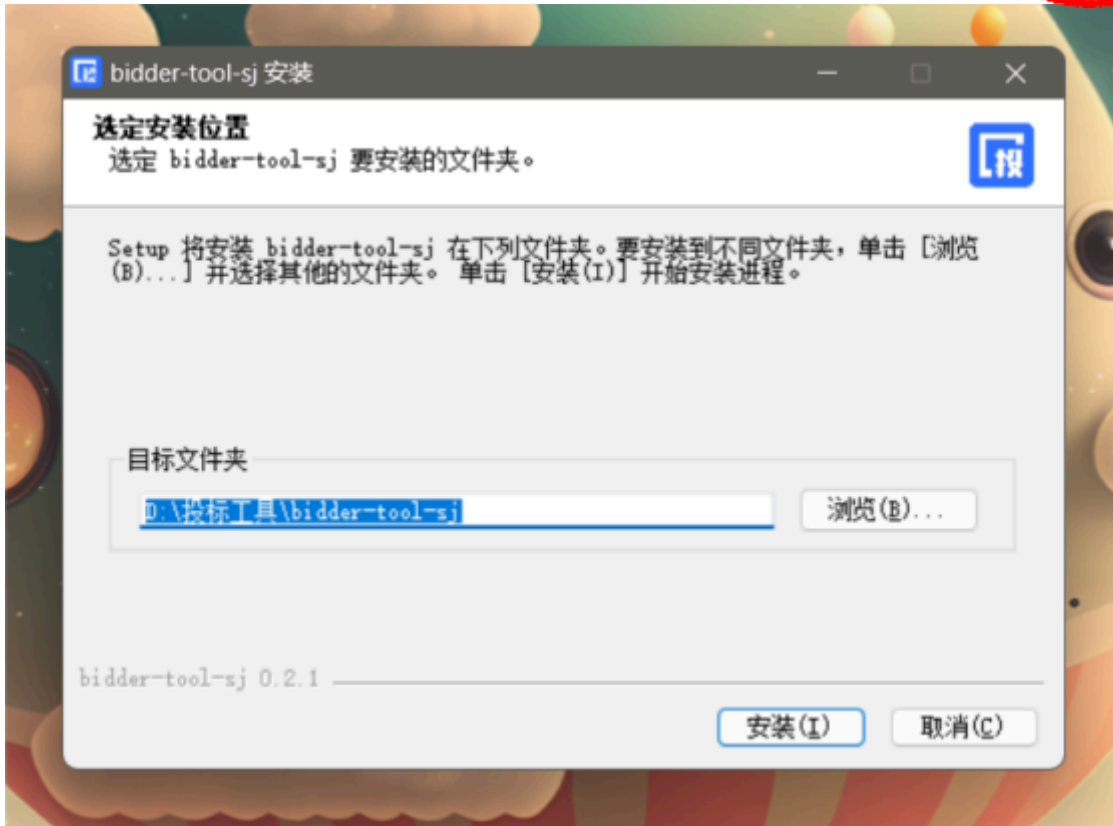 投 bidder-tool-sj 安装
选定安装位置
选定 bidder-tool-sj 要安装的文件夹。
投
Setup 将安装 bidder-tool-sj 在下列文件夹。要安装到不同文件夹，单击 [浏览
(B)...] 并选择其他的文件夹。 单击 [安装(I)] 开始安装进程。
目标文件夹
D:\投标工具\bidder-tool-sj
浏览(B)...
bidder-tool-sj 0.2.1
安装(I)
取消(C)